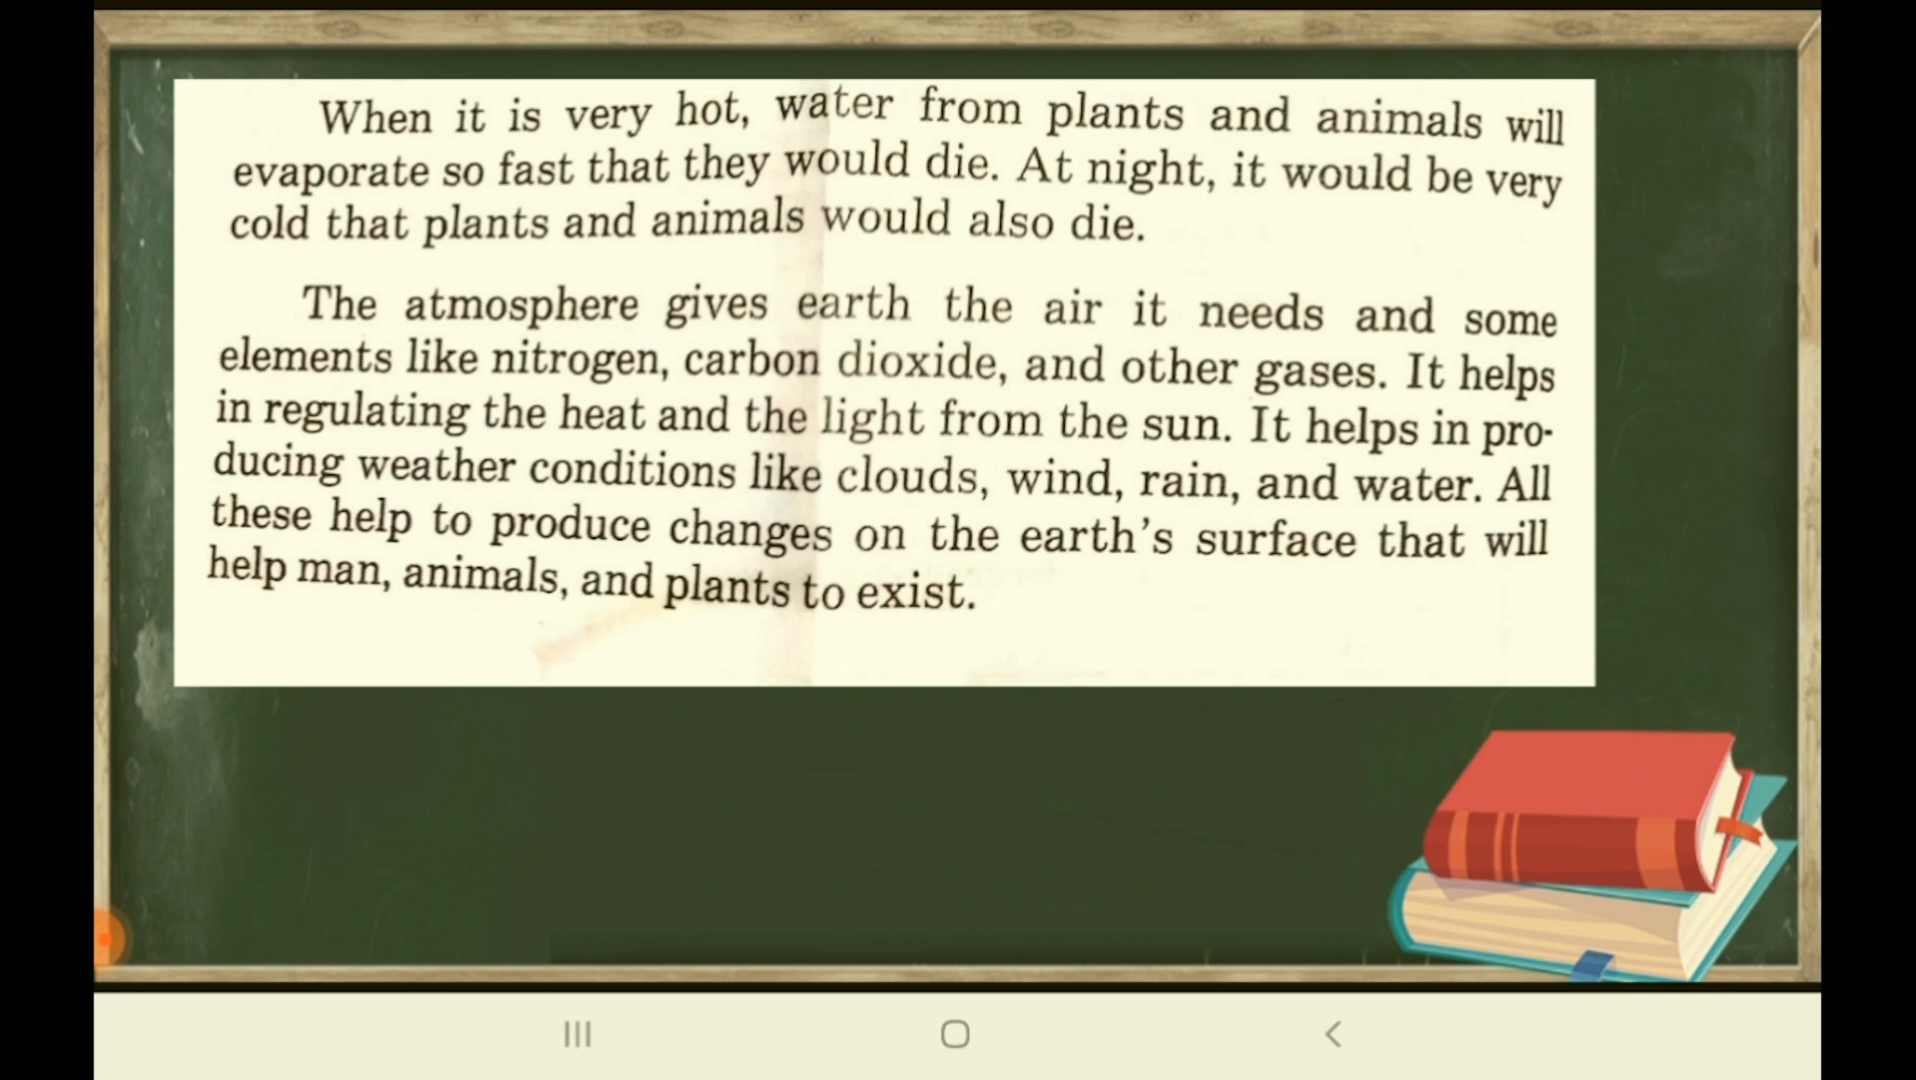 When it is very hot, water from plants and animals will
evaporate so fast that they would die. At night, it would be very
cold that plants and animals would also die.
The atmosphere gives earth the air it needs and some
elements like nitrogen, carbon dioxide, and other gases. It helps
in regulating the heat and the light from the sun. It helps in pro-
ducing weather conditions like clouds, wind, rain, and water. All
these help to produce changes on the earth's surface that will
help man, animals, and plants to exist.